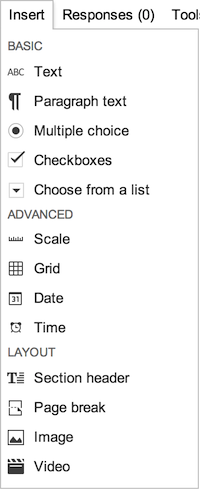 Insert Responses (0) Tools
BASIC
ABC Text
Paragraph text
Multiple choice
Checkboxes
Choose from a list
ADVANCED
Scale
Grid
31 Date
Time
LAYOUT
T Section header
Page break
Image
Video